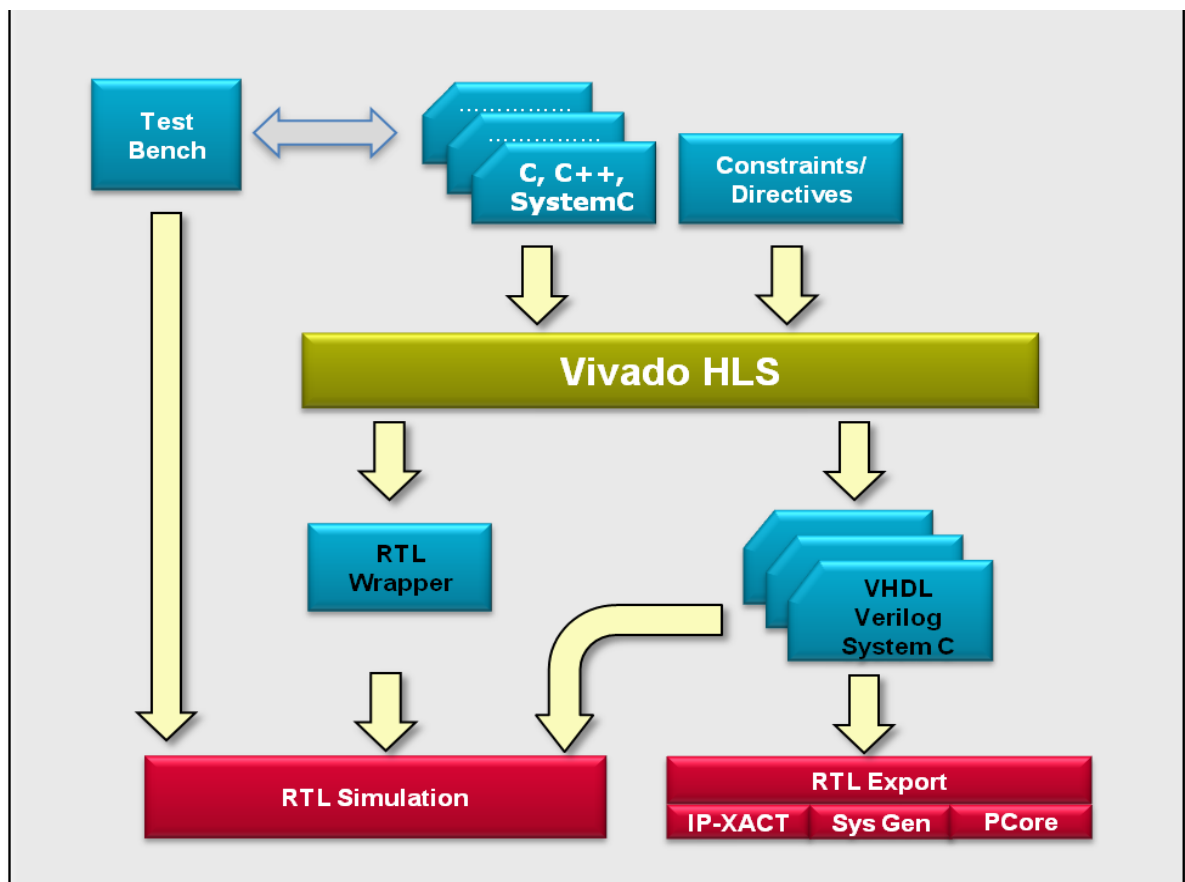 Test
Bench
...............
...............
C, C++,
SystemC
Constraints/
Directives
Vivado HLS
RTL
Wrapper
VHDL
Verilog
System C
RTL Simulation
RTL Export
IP-XACT
Sys Gen
PCore